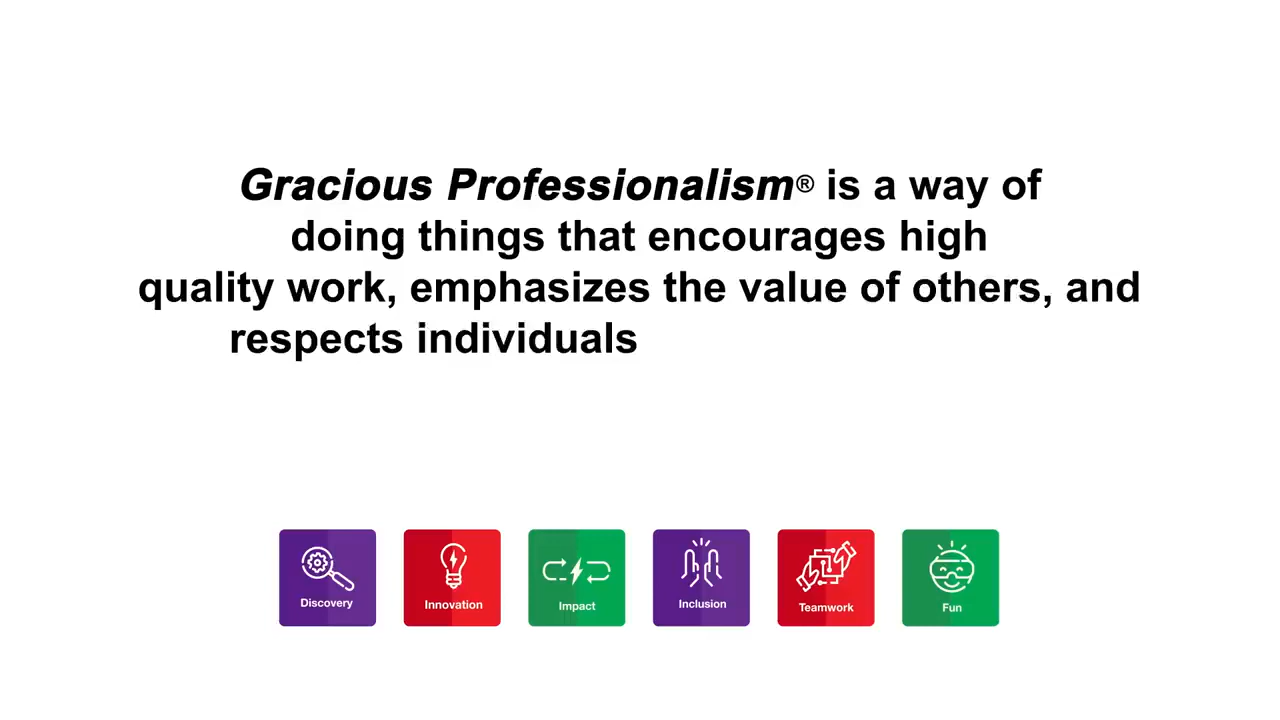 Gracious Professionalism® is a way of
doing things that encourages high
quality work, emphasizes the value of others, and
respects individuals
Discovery
Innovation
Impact
Inclusion
Teamwork
Fun